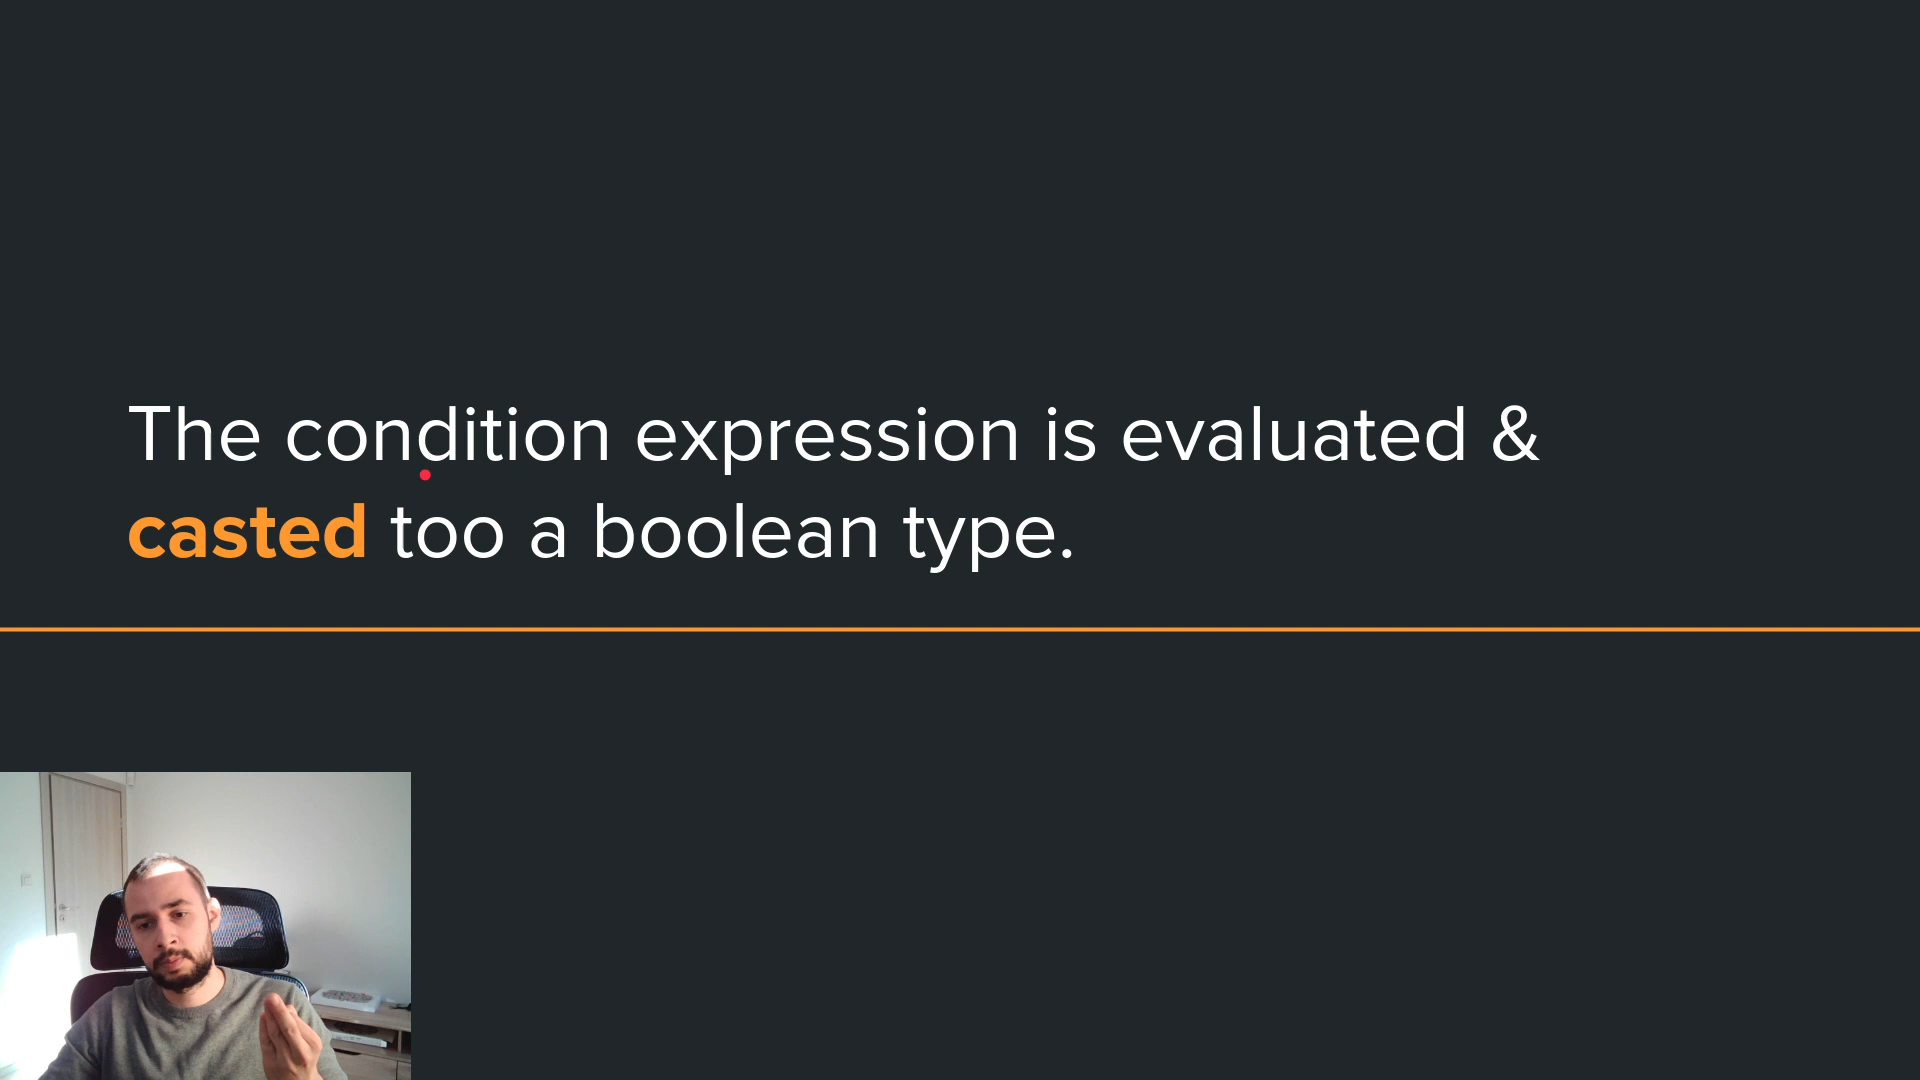 The condition expression is evaluated &
casted too a boolean type.